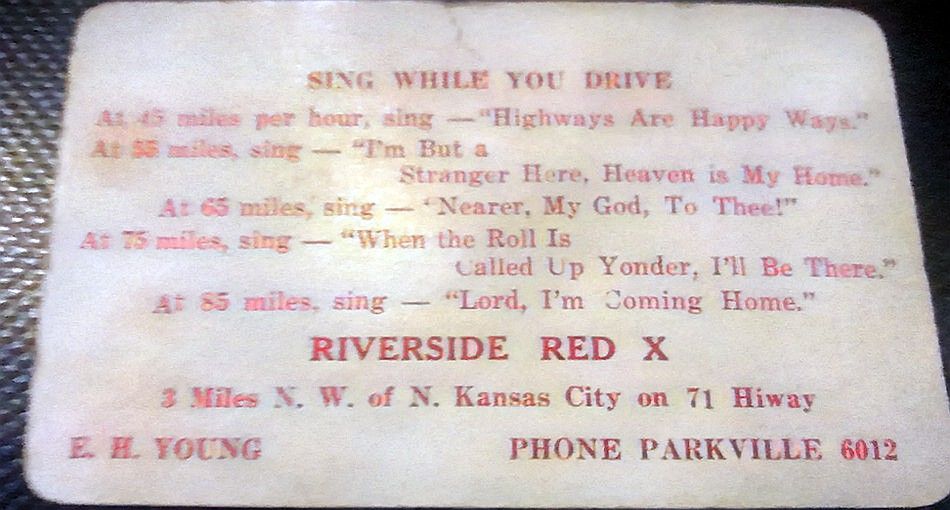 SING WHILE YOU DRIVE
At 45 miles per hour, sing — "Highways Are Happy Ways."
At 55 miles, sing — "I'm But a
Stranger Here, Heaven is My Home."
At 65 miles, sing — "Nearer, My God, To Thee!"
At 75 miles, sing — "When the Roll Is
Called Up Yonder, I'll Be There."
At 85 miles, sing — "Lord, I'm Coming Home."
RIVERSIDE RED X
3 Miles N. W. of N. Kansas City on 71 Hiway
E. H. YOUNG PHONE PARKVILLE 6012